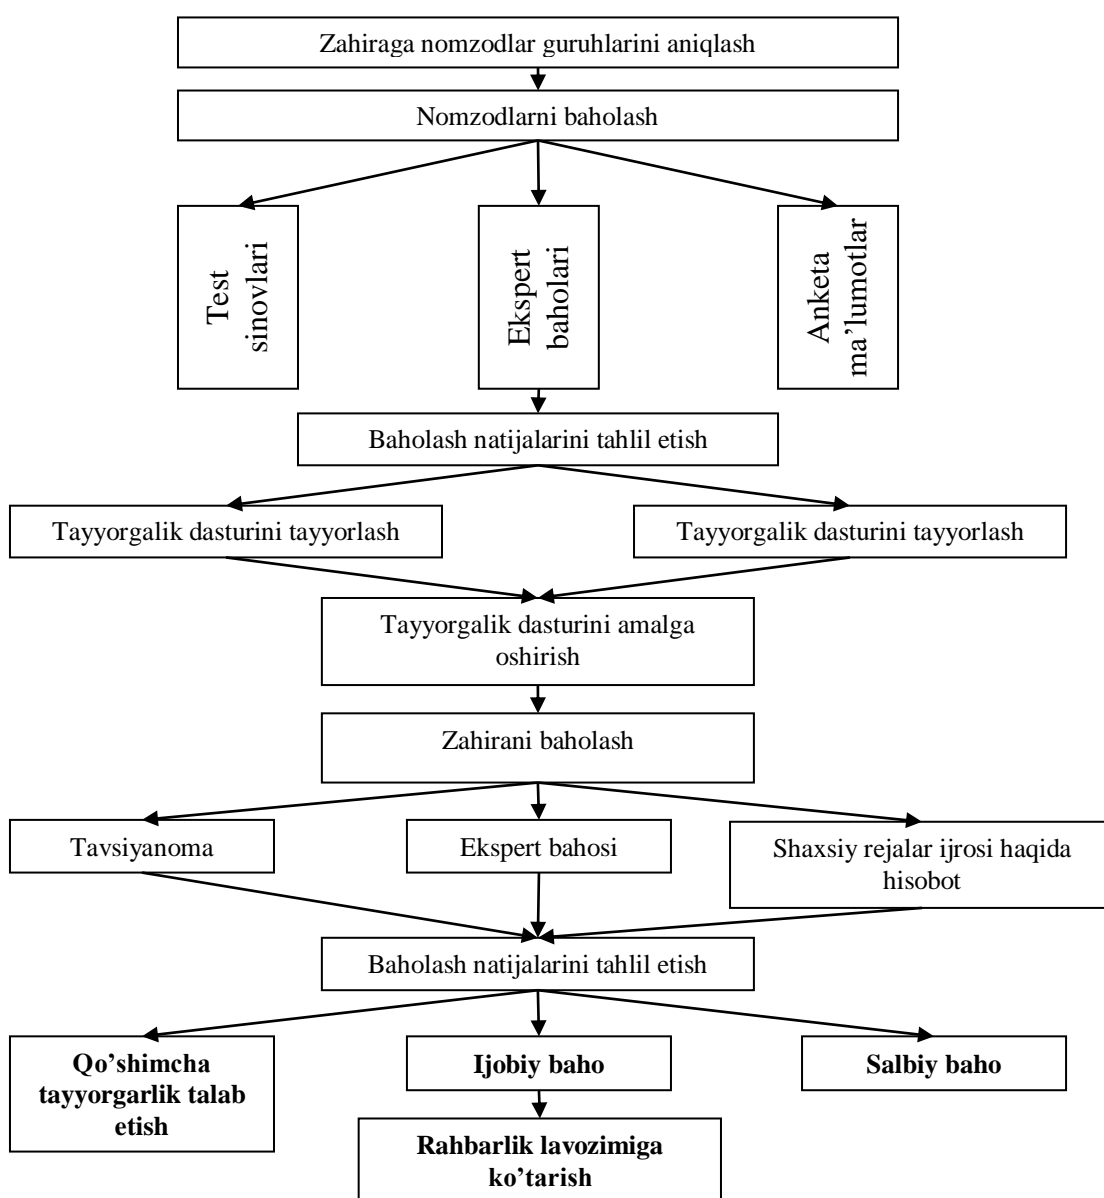 Zahiraga nomzodlar guruhlarini aniqlash
Nomzodlarni baholash
Test
sinovlari
Ekspert
baholari
Anketa
ma’lumotlar
Baholash natijalarini tahlil etish
Tayyorgalik dasturini tayyorlash
Tayyorgalik dasturini tayyorlash
Tayyorgalik dasturini amalga
oshirish
Zahirani baholash
Tavsiyanoma
Ekspert bahosi
Shaxsiy rejalar ijrosi haqida
hisobot
Baholash natijalarini tahlil etish
Qo’shimcha
tayyorgarlik talab
etish
Ijobiy baho
Salbiy baho
Rahbarlik lavozimiga
ko’tarish